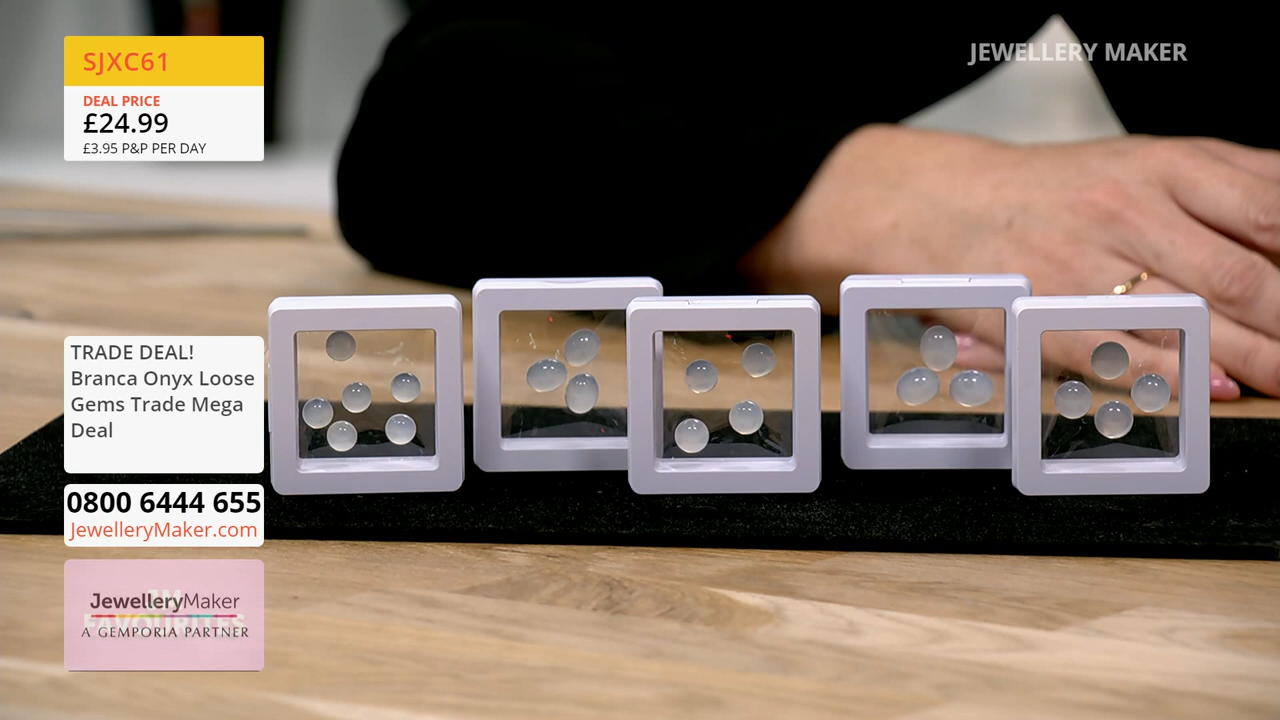 SJXC61
DEAL PRICE
£24.99
£3.95 P&P PER DAY
JEWELLERY MAKER
TRADE DEAL!
Branca Onyx Loose
Gems Trade Mega
Deal
0800 6444 655
JewelleryMaker.com
JewelleryMaker
A GEMPORIA PARTNER